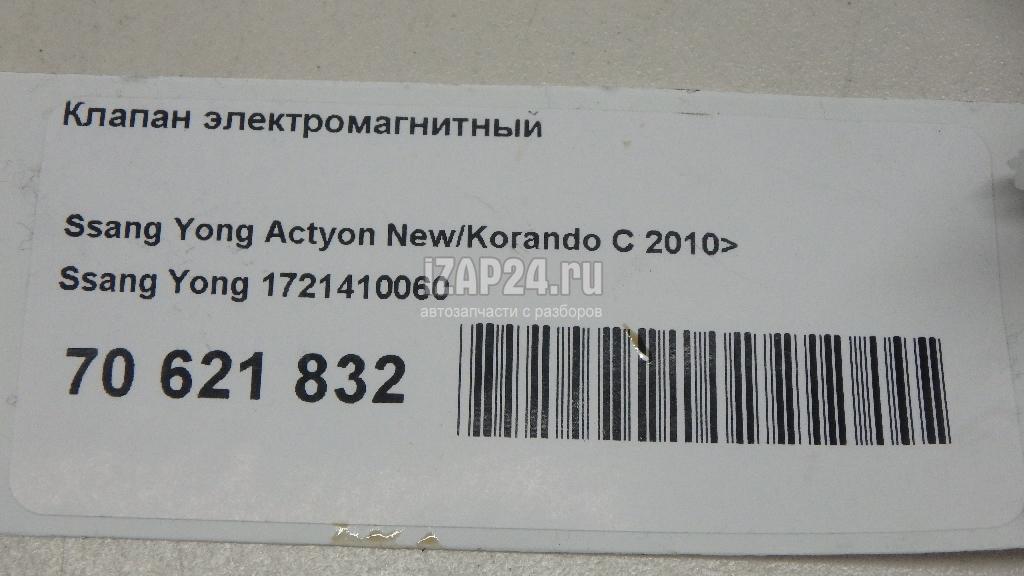 Клапан электромагнитный
Ssang Yong Actyon New/Korando C 2010>
Ssang Yong 1721410060
iZAP24.ru
автозапчасти с разборов
70 621 832